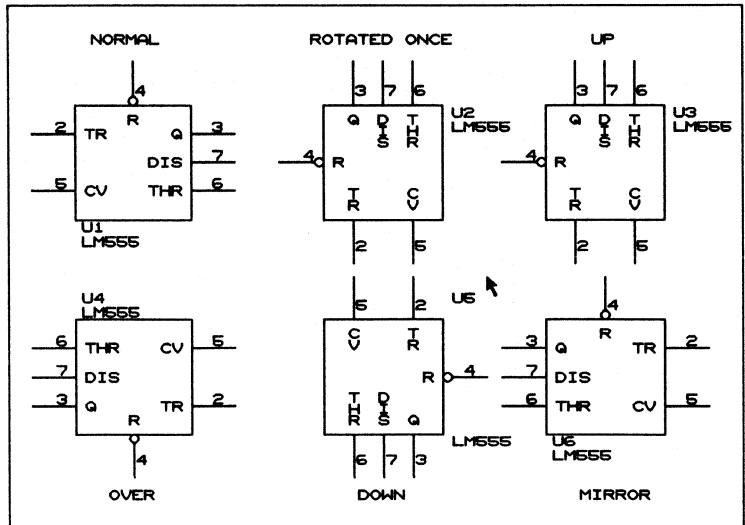 NORMAL
4
R
2 TR Q 3
DIS 7
5 CV THR 6
U1
LM555
ROTATED ONCE
3 7 6
Q DIS THR
U2
LM555
4 R
TR CV
2 5
UP
3 7 6
Q DIS THR
U3
LM555
4 R
TR CV
2 5
U4
LM555
6 THR CV 5
7 DIS
3 Q TR 2
R
4
OVER
5 2
U5
CV TR
R 4
THR DIS Q
LM555
6 7 3
DOWN
4
R
3 Q TR 2
7 DIS
6 THR CV 5
U6
LM555
MIRROR